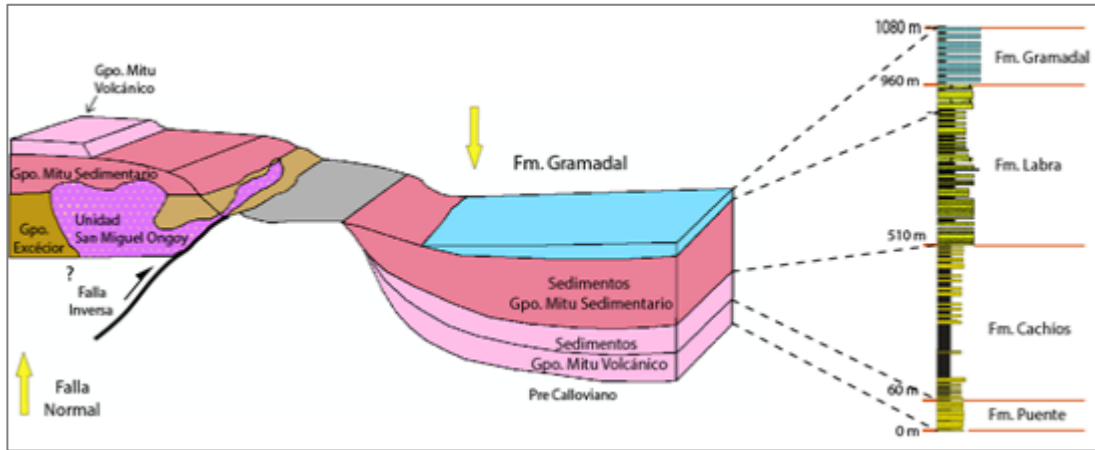 Gpo. Mitu
Volcánico
Gpo. Mitu Sedimentario
Gpo.
Excécior
Unidad
San Miguel Ongoy
?
Falla
Inversa
Falla
Normal
Fm. Gramadal
Sedimentos
Gpo. Mitu Sedimentario
Sedimentos
Gpo. Mitu Volcánico
Pre Calloviano
1080 m
Fm. Gramadal
960 m
Fm. Labra
510 m
Fm. Cachios
60 m
Fm. Puente
0 m